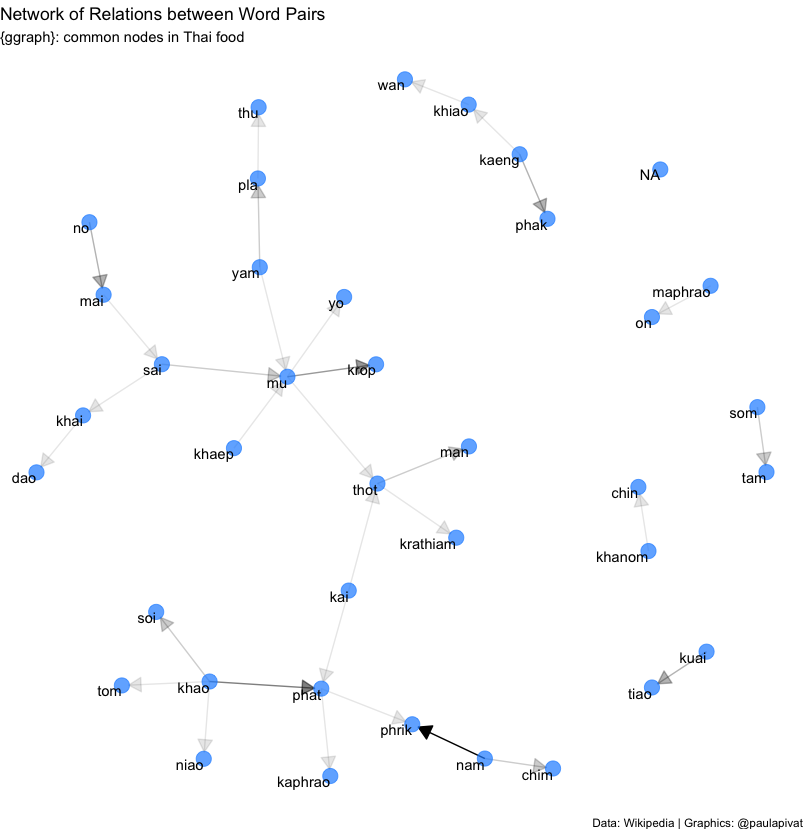 Network of Relations between Word Pairs
{ggraph}: common nodes in Thai food
wan
khiao
thu
kaeng
NA
pla
phak
no
yam
maphrao
mai
yo
on
sai
krop
mu
som
khai
man
khaep
dao
tam
thot
chin
krathiam
khanom
kai
soi
kuai
tom
khao
phat
tiao
phrik
niao
nam
kaphrao
chim
Data: Wikipedia | Graphics: @paulapivat